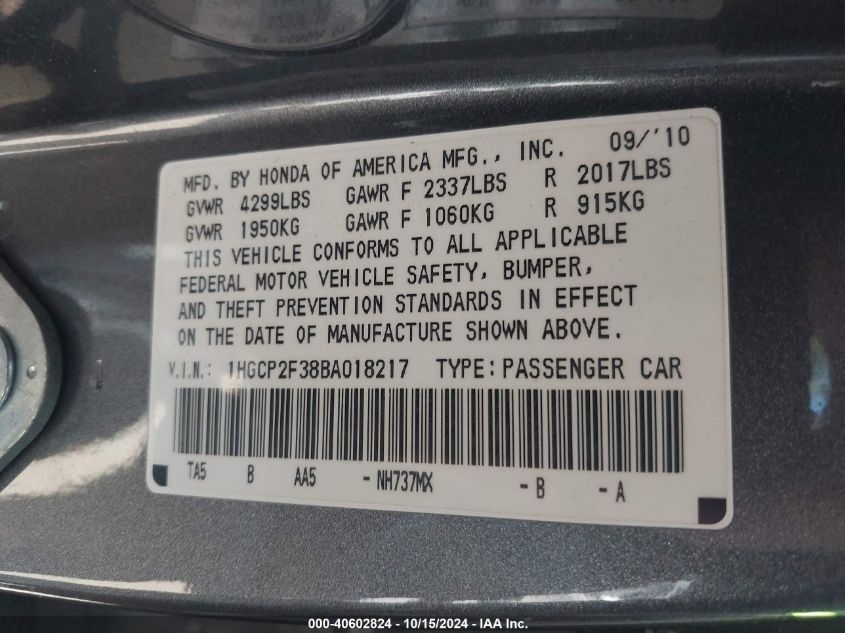 MFD. BY HONDA OF AMERICA MFG., INC. 09/'10
GVWR 4299LBS GAWR F 2337LBS R 2017LBS
GVWR 1950KG GAWR F 1060KG R 915KG
THIS VEHICLE CONFORMS TO ALL APPLICABLE
FEDERAL MOTOR VEHICLE SAFETY, BUMPER,
AND THEFT PREVENTION STANDARDS IN EFFECT
ON THE DATE OF MANUFACTURE SHOWN ABOVE.
V.I.N.: 1HGCP2F38BA018217 TYPE: PASSENGER CAR
TA5 B AA5 -NH737MX -B -A
000-40602824 - 10/15/2024 - IAA Inc.